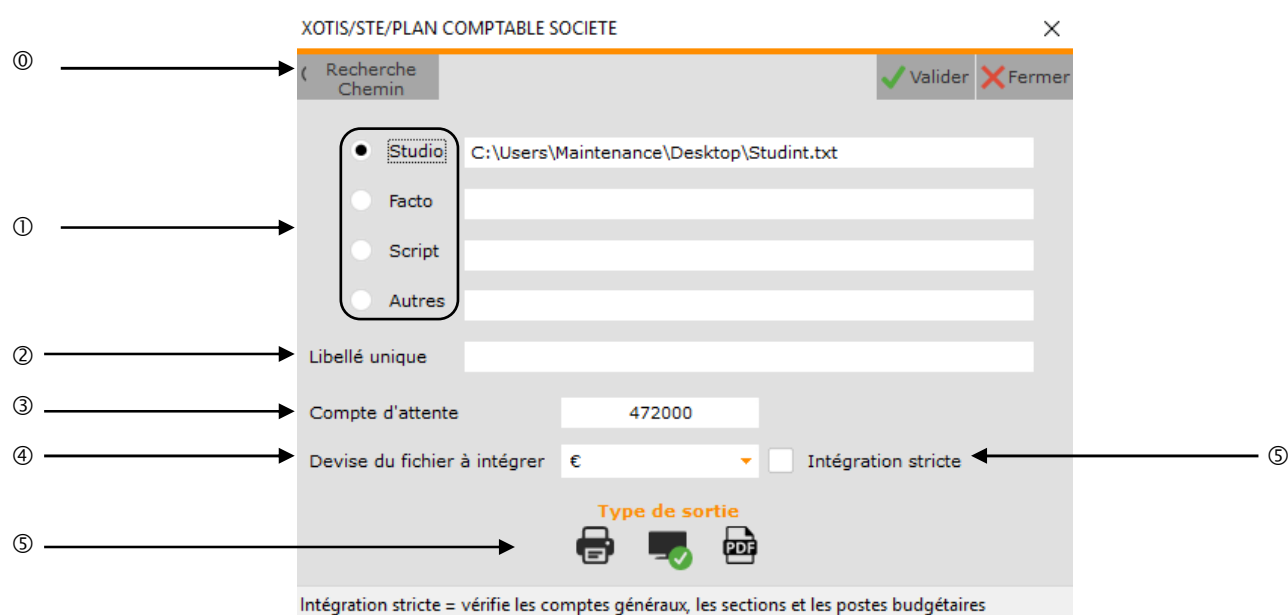 XOTIS/STE/PLAN COMPTABLE SOCIETE
⓪ Recherche Chemin
Valider Fermer
Studio C:\Users\Maintenance\Desktop\Studint.txt
Facto
①
Script
Autres
② Libellé unique
③ Compte d'attente 472000
④ Devise du fichier à intégrer € Intégration stricte ⑤
Type de sortie
⑤ PDF
Intégration stricte = vérifie les comptes généraux, les sections et les postes budgétaires